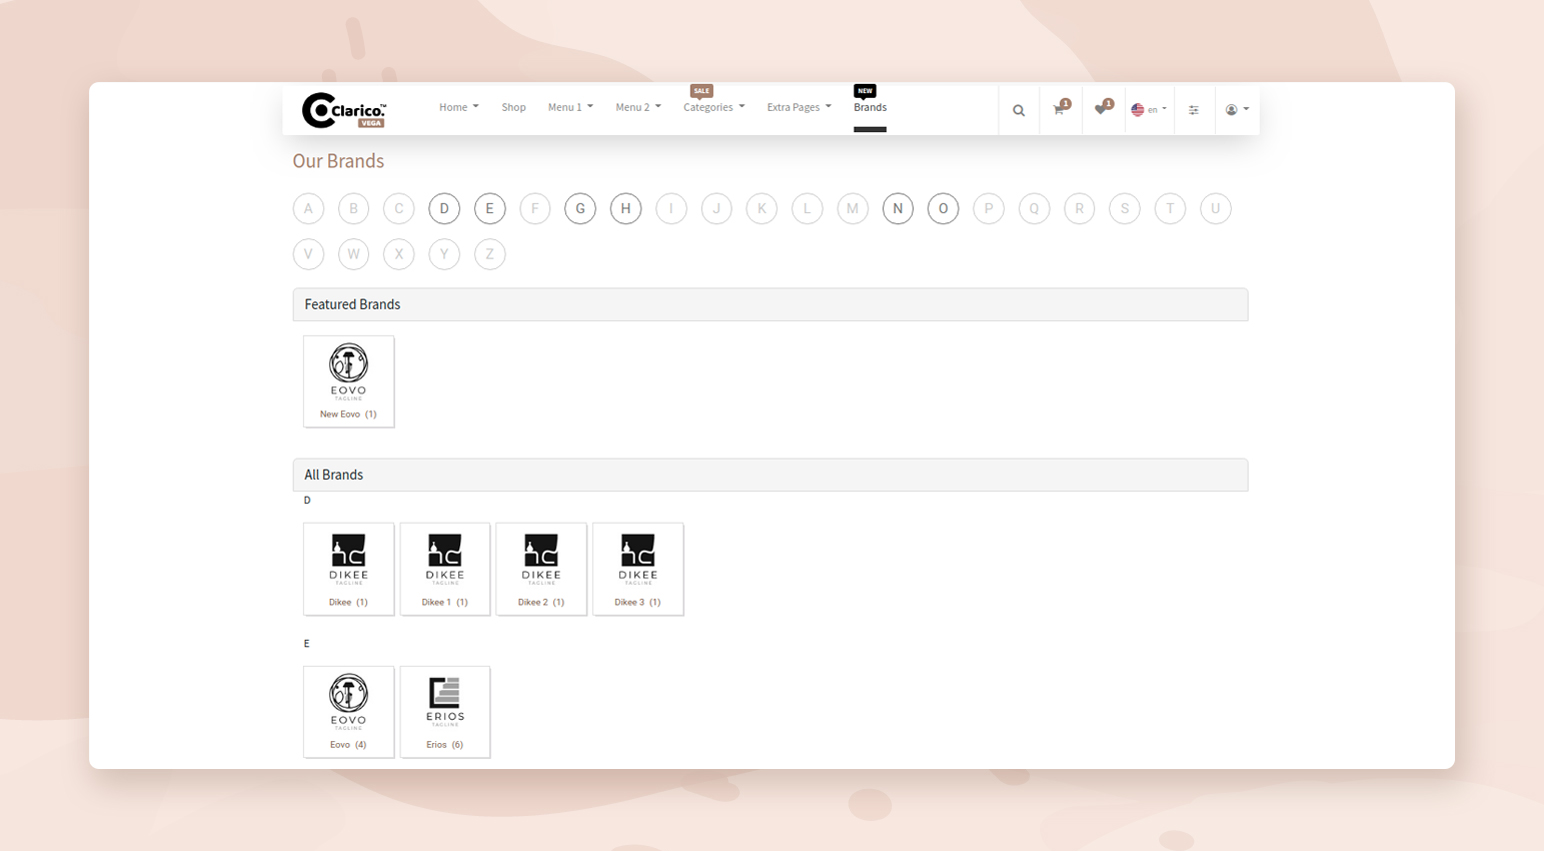 SALE
NEW
Clarico.™
VEGA
Home Shop Menu 1 Menu 2 Categories Extra Pages Brands 1 1 en
Our Brands
A B C D E F G H I J K L M N O P Q R S T U
V W X Y Z
Featured Brands
EOVO
TAGLINE
New Eovo (1)
All Brands
D
DIKEE DIKEE DIKEE DIKEE
TAGLINE TAGLINE TAGLINE TAGLINE
Dikee (1) Dikee 1 (1) Dikee 2 (1) Dikee 3 (1)
E
EOVO ERIOS
TAGLINE TAGLINE
Eovo (4) Erios (6)